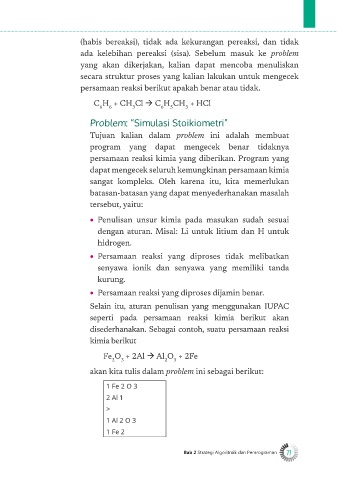 (habis bereaksi), tidak ada kekurangan pereaksi, dan tidak
ada kelebihan pereaksi (sisa). Sebelum masuk ke problem
yang akan dikerjakan, kalian dapat mencoba menuliskan
secara struktur proses yang kalian lakukan untuk mengecek
persamaan reaksi berikut apakah benar atau tidak.
C₆H₆ + CH₃Cl → C₆H₅CH₃ + HCl
Problem: “Simulasi Stoikiometri”
Tujuan kalian dalam problem ini adalah membuat
program yang dapat mengecek benar tidaknya
persamaan reaksi kimia yang diberikan. Program yang
dapat mengecek seluruh kemungkinan persamaan kimia
sangat kompleks. Oleh karena itu, kita memerlukan
batasan-batasan yang dapat menyederhanakan masalah
tersebut, yaitu:
• Penulisan unsur kimia pada masukan sudah sesuai
dengan aturan. Misal: Li untuk litium dan H untuk
hidrogen.
• Persamaan reaksi yang diproses tidak melibatkan
senyawa ionik dan senyawa yang memiliki tanda
kurung.
• Persamaan reaksi yang diproses dijamin benar.
Selain itu, aturan penulisan yang menggunakan IUPAC
seperti pada persamaan reaksi kimia berikut akan
disederhanakan. Sebagai contoh, suatu persamaan reaksi
kimia berikut
Fe₂O₃ + 2Al → Al₂O₃ + 2Fe
akan kita tulis dalam problem ini sebagai berikut:
1 Fe 2 O 3
2 Al 1
>
1 Al 2 O 3
1 Fe 2
Bab 2 Strategi Algoritmik dan Pemrograman 21